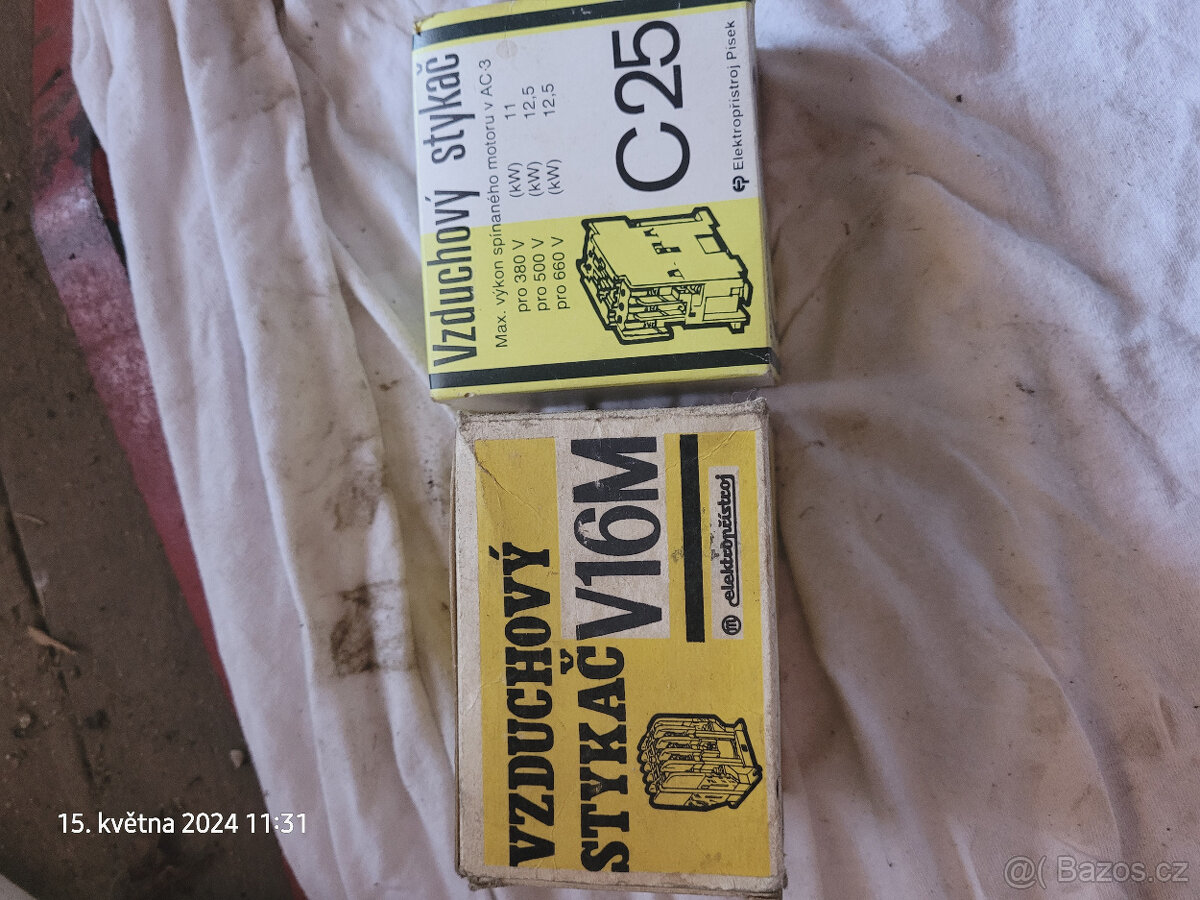 Vzduchový stykač
Max. výkon spínaného motoru v AC-3
pro 380 V (kW) 11
pro 500 V (kW) 12,5
pro 660 V (kW) 12,5
C25
Elektropřístroj Písek
VZDUCHOVÝ
STYKAČ V16M
elektropřístroj
15. května 2024 11:31
@( Bazos.cz